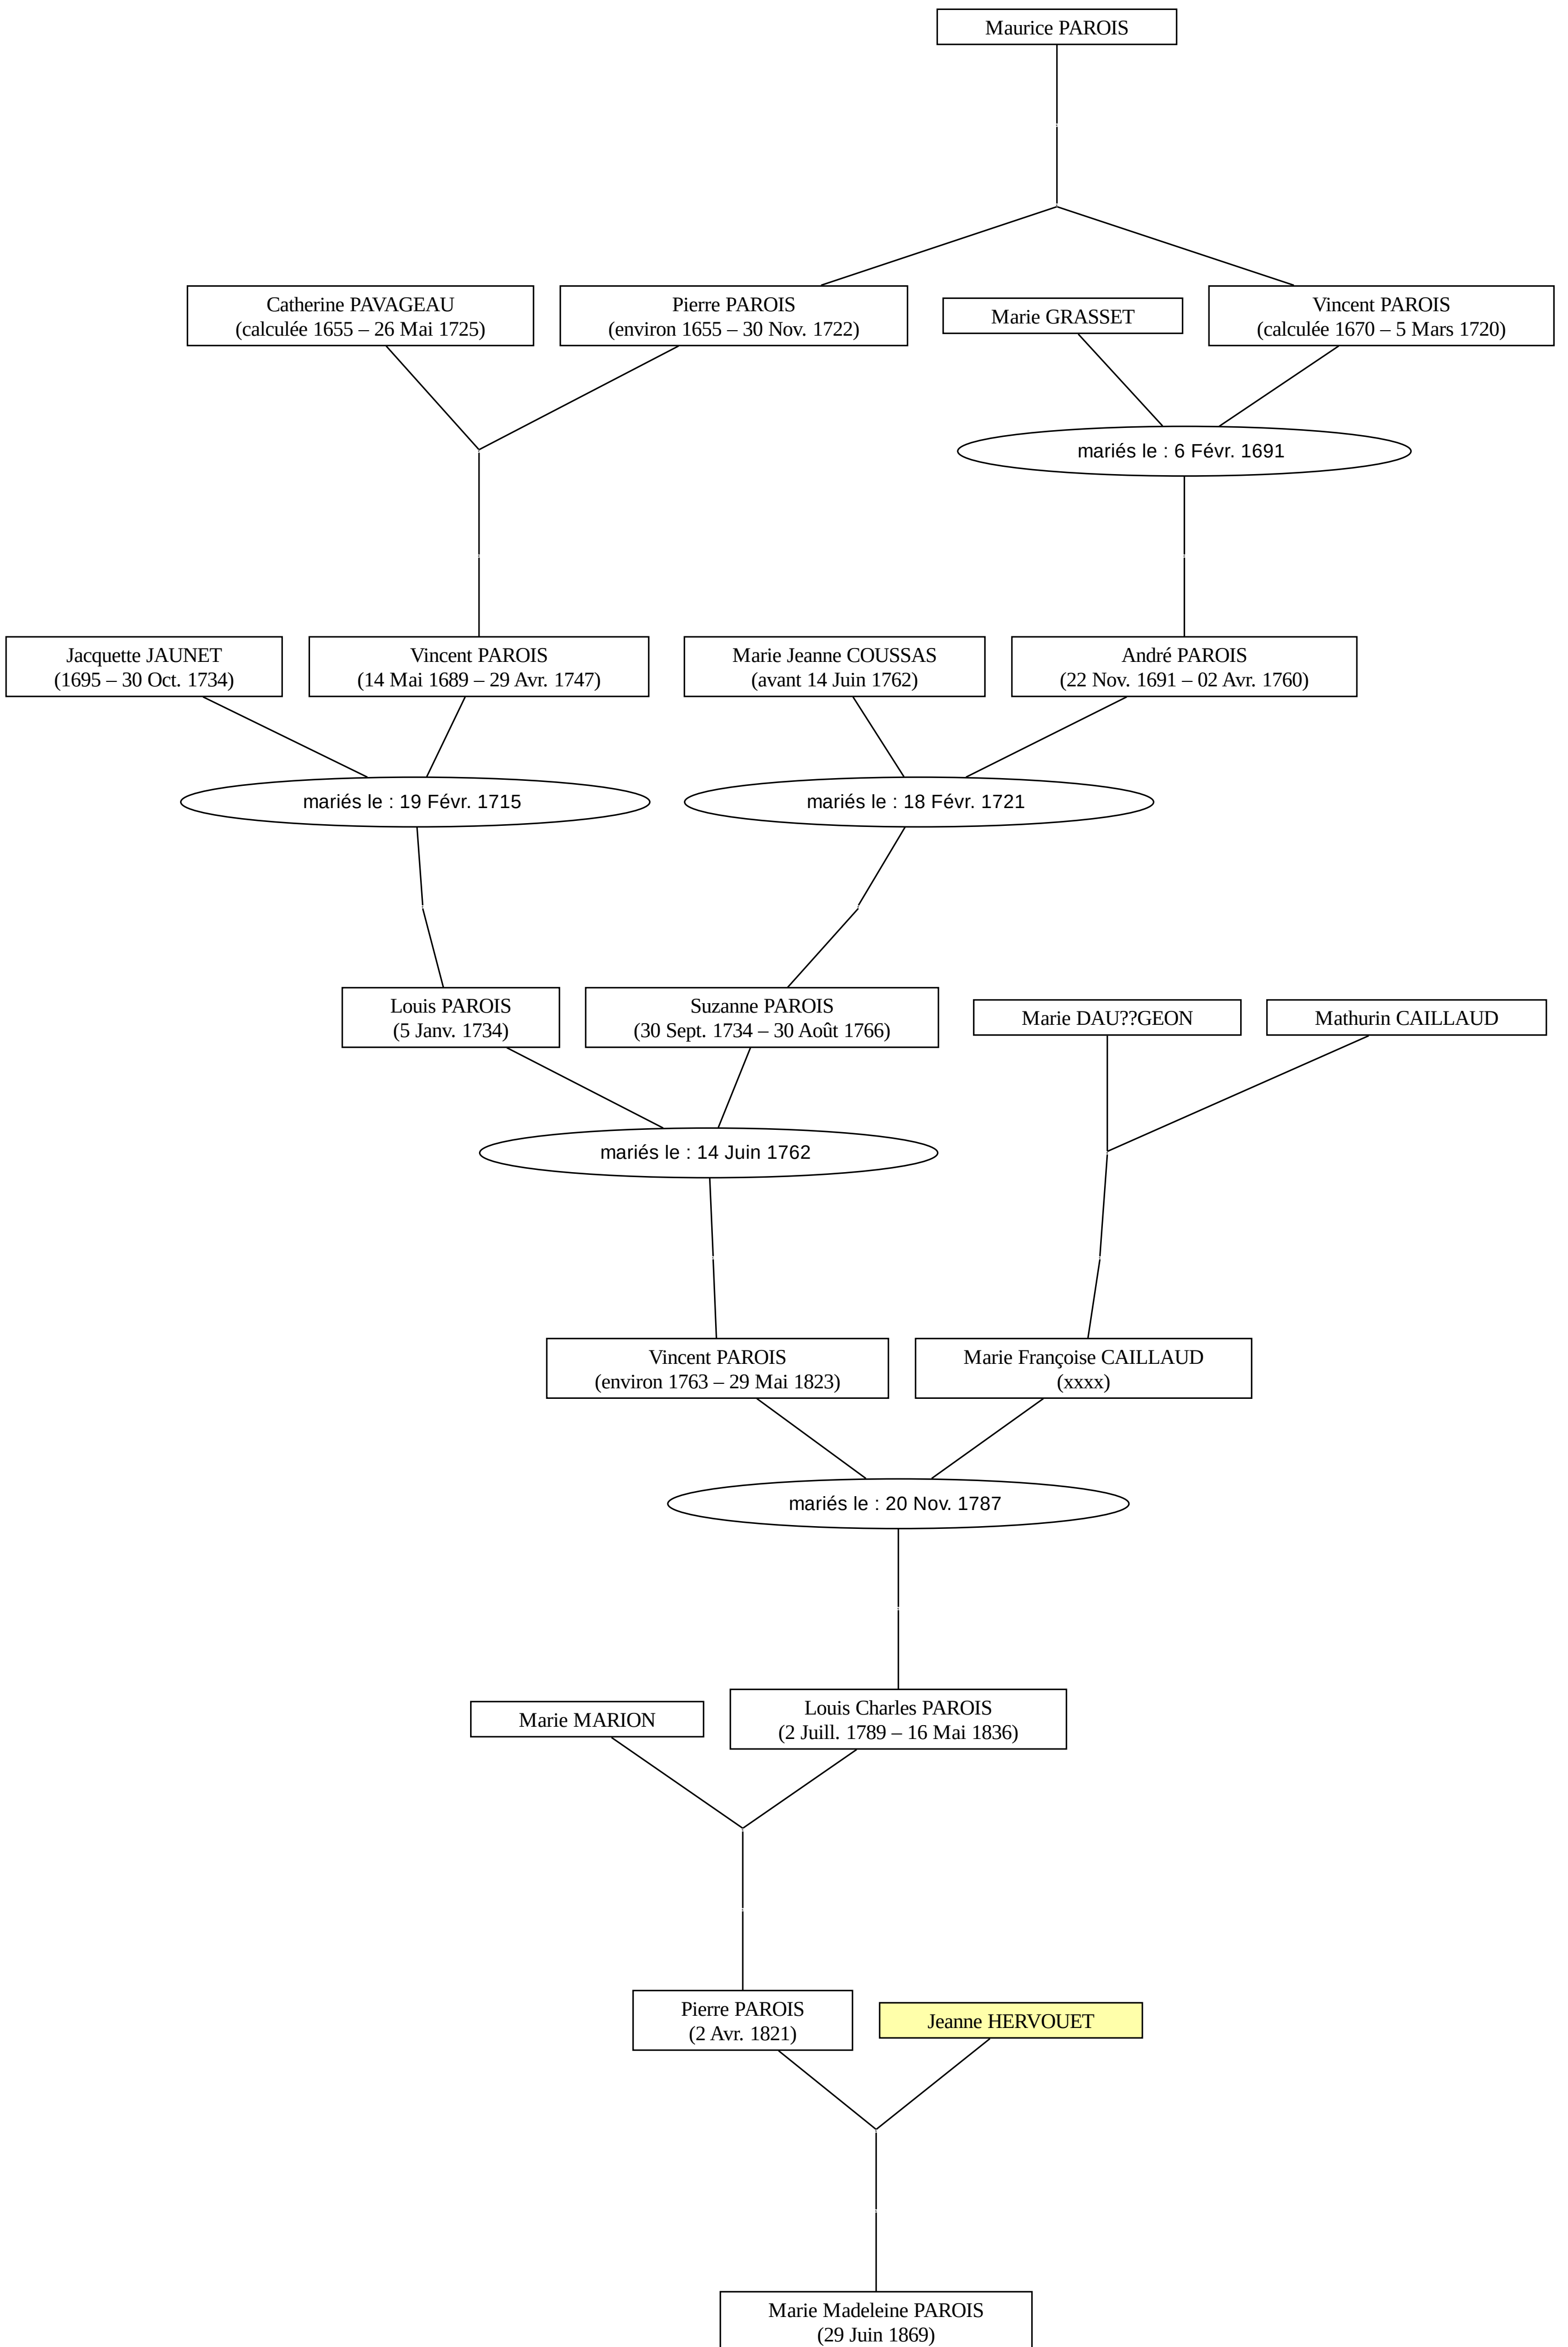 Maurice PAROIS
Catherine PAVAGEAU
(calculée 1655 – 26 Mai 1725)
Pierre PAROIS
(environ 1655 – 30 Nov. 1722)
Marie GRASSET
Vincent PAROIS
(calculée 1670 – 5 Mars 1720)
mariés le : 6 Févr. 1691
Jacquette JAUNET
(1695 – 30 Oct. 1734)
Vincent PAROIS
(14 Mai 1689 – 29 Avr. 1747)
Marie Jeanne COUSSAS
(avant 14 Juin 1762)
André PAROIS
(22 Nov. 1691 – 02 Avr. 1760)
mariés le : 19 Févr. 1715
mariés le : 18 Févr. 1721
Louis PAROIS
(5 Janv. 1734)
Suzanne PAROIS
(30 Sept. 1734 – 30 Août 1766)
Marie DAU??GEON
Mathurin CAILLAUD
mariés le : 14 Juin 1762
Vincent PAROIS
(environ 1763 – 29 Mai 1823)
Marie Françoise CAILLAUD
(xxxx)
mariés le : 20 Nov. 1787
Marie MARION
Louis Charles PAROIS
(2 Juill. 1789 – 16 Mai 1836)
Pierre PAROIS
(2 Avr. 1821)
Jeanne HERVOUET
Marie Madeleine PAROIS
(29 Juin 1869)